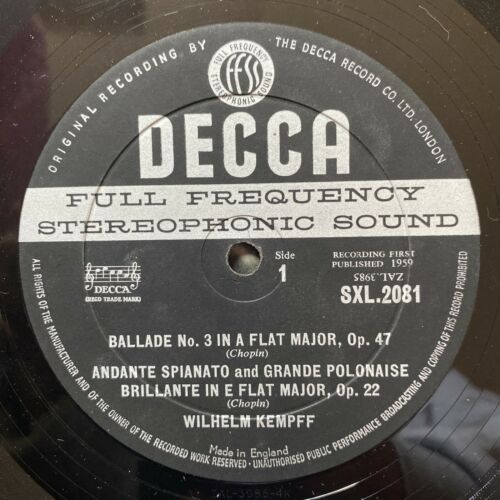 ORIGINAL RECORDING BY
THE DECCA RECORD CO. LTD. LONDON
FULL FREQUENCY
ffss
STEREOPHONIC SOUND
DECCA
FULL FREQUENCY
STEREOPHONIC SOUND
DECCA
(REGD TRADE MARK)
Side
1
RECORDING FIRST
PUBLISHED 1959
ZAL.3985
SXL.2081
BALLADE No. 3 IN A FLAT MAJOR, Op. 47
(Chopin)
ANDANTE SPIANATO and GRANDE POLONAISE
BRILLANTE IN E FLAT MAJOR, Op. 22
(Chopin)
WILHELM KEMPFF
Made in England
ALL RIGHTS OF THE MANUFACTURER AND OF THE OWNER OF THE RECORDED WORK RESERVED · UNAUTHORISED PUBLIC PERFORMANCE BROADCASTING AND COPYING OF THIS RECORD PROHIBITED